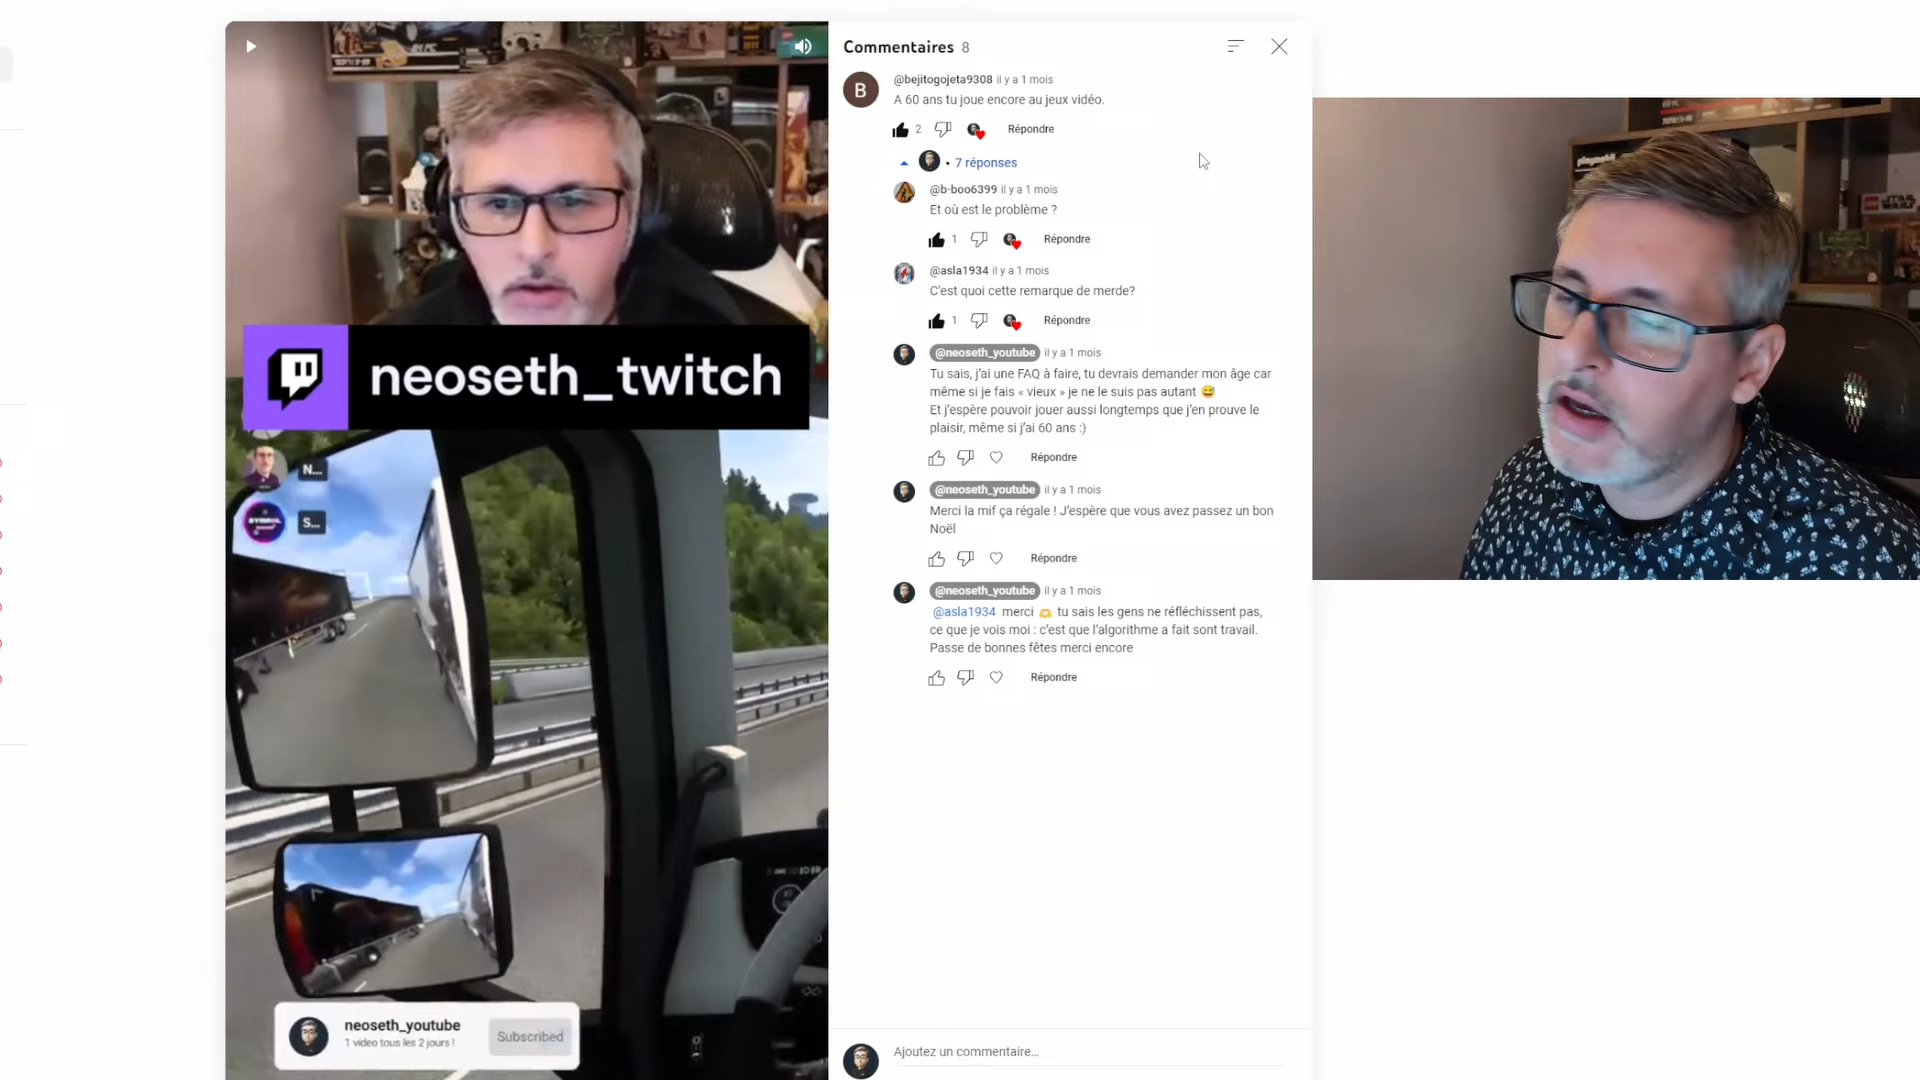 neoseth_twitch
N...
S...
neoseth_youtube
1 video tous les 2 jours !
Subscribed
Commentaires 8
B
@bejitogojeta9308 il y a 1 mois
A 60 ans tu joue encore au jeux vidéo.
2 Répondre
• 7 réponses
@b-boo6399 il y a 1 mois
Et où est le problème ?
1 Répondre
@asla1934 il y a 1 mois
C'est quoi cette remarque de merde?
1 Répondre
@neoseth_youtube il y a 1 mois
Tu sais, j'ai une FAQ à faire, tu devrais demander mon âge car
même si je fais « vieux » je ne le suis pas autant 😅
Et j'espère pouvoir jouer aussi longtemps que j'en prouve le
plaisir, même si j'ai 60 ans :)
Répondre
@neoseth_youtube il y a 1 mois
Merci la mif ça régale ! J'espère que vous avez passez un bon
Noël
Répondre
@neoseth_youtube il y a 1 mois
@asla1934 merci 🫶 tu sais les gens ne réfléchissent pas,
ce que je vois moi : c'est que l'algorithme a fait sont travail.
Passe de bonnes fêtes merci encore
Répondre
Ajoutez un commentaire...
STAR
WARS